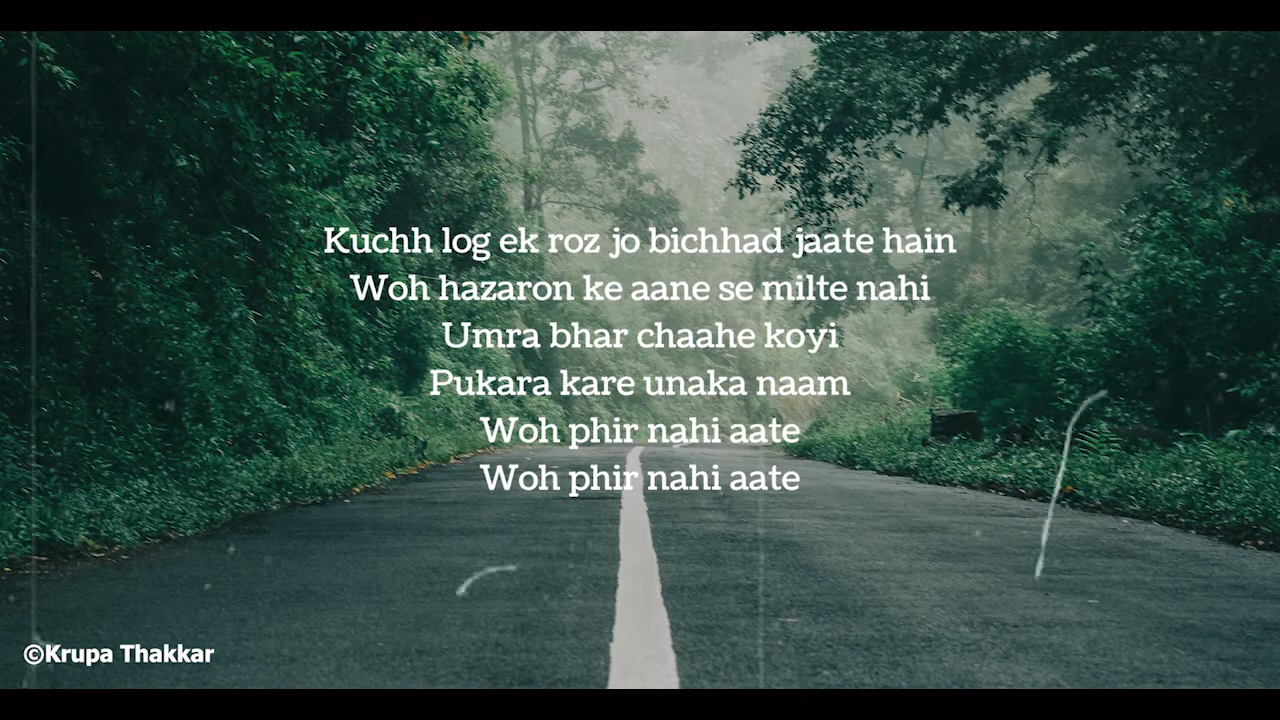 Kuchh log ek roz jo bichhad jaate hain
Woh hazaron ke aane se milte nahi
Umra bhar chaahe koyi
Pukara kare unaka naam
Woh phir nahi aate
Woh phir nahi aate
©Krupa Thakkar